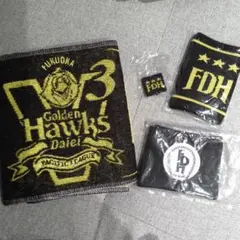 FUKUOKA
3
Golden
Hawks
Daiei
PACIFIC LEAGUE
FDH
FDH